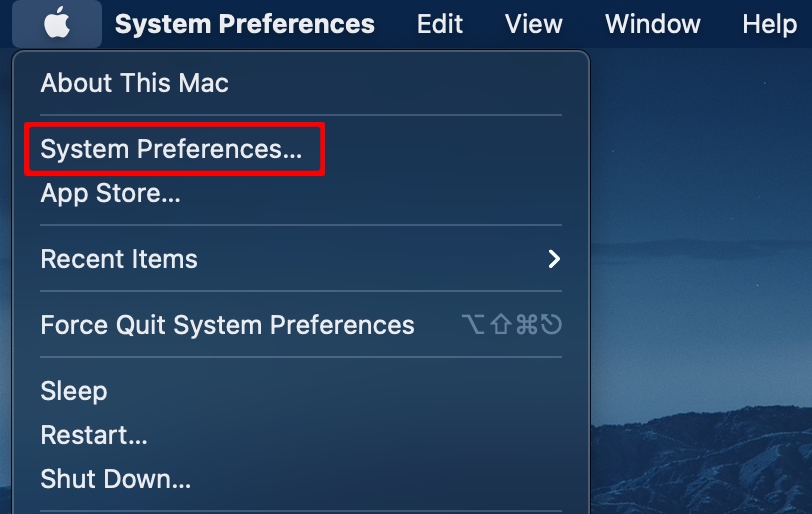 System Preferences Edit View Window Help
About This Mac
System Preferences...
App Store...
Recent Items
Force Quit System Preferences ⌥⇧⌘⎋
Sleep
Restart...
Shut Down...